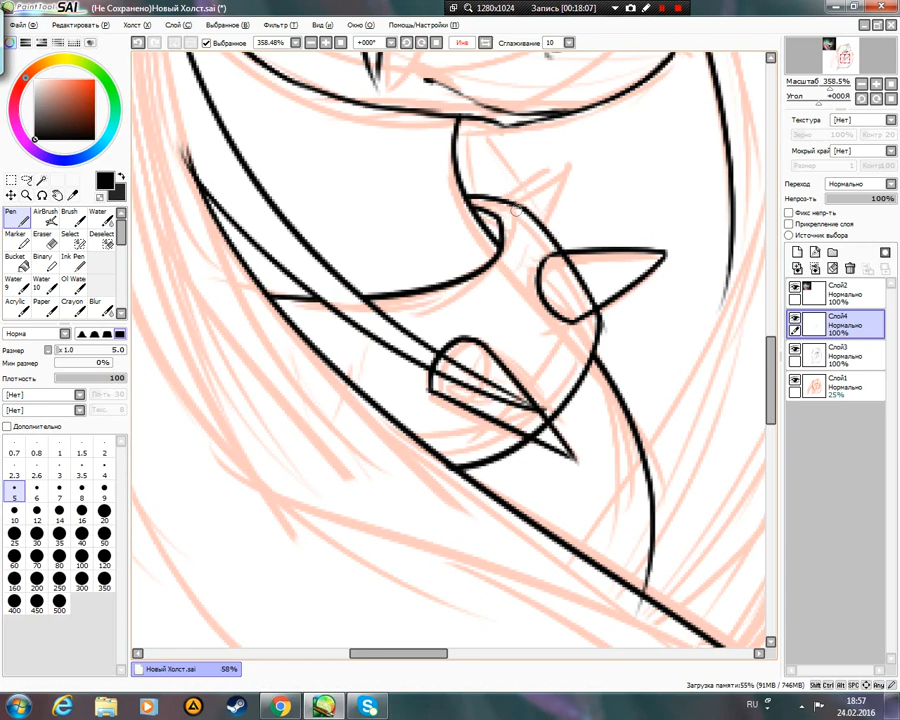 PaintTool SAI (Не Сохранено)Новый Холст.sai (*)
1280x1024 Запись [00:18:07]
Файл (F) Редактировать (P) Холст (X) Слой (C) Выбранное (B) Фильтр (T) Вид (И) Окно (O) Помощь/Настройки (П)
Выбранное 358.48% +000° Инв Сглаживание 10
Масштаб 358.5%
Угол +000Я
Текстура [Нет]
Зерно 100% Контр 20
Мокрый край [Нет]
Размер 1 Контр100
Переход Нормально
Непроз-ть 100%
Фикс непр-ть
Прикрепление слоя
Источник выбора
Pen AirBrush Brush Water
Marker Eraser Select Deselect
Bucket Binary Ink Pen
Water 9 Water 10 Oil Water
Acrylic Paper Crayon Blur
Норма
Размер x 1.0 5.0
Мин размер 0%
Плотность 100
[Нет]
[Нет]
Дополнительно
0.7 0.8 1 1.5 2
2.3 2.6 3 3.5 4
5 6 7 8 9
10 12 14 16 20
25 30 35 40 50
60 70 80 100 120
160 200 250 300 350
400 450 500
Слой2
Нормально
100%
Слой4
Нормально
100%
Слой3
Нормально
100%
Слой1
Нормально
25%
Новый Холст.sai 58%
Загрузка памяти:55% (91MB / 746MB) Shift Ctrl Alt SPC Any
RU 18:57
24.02.2016